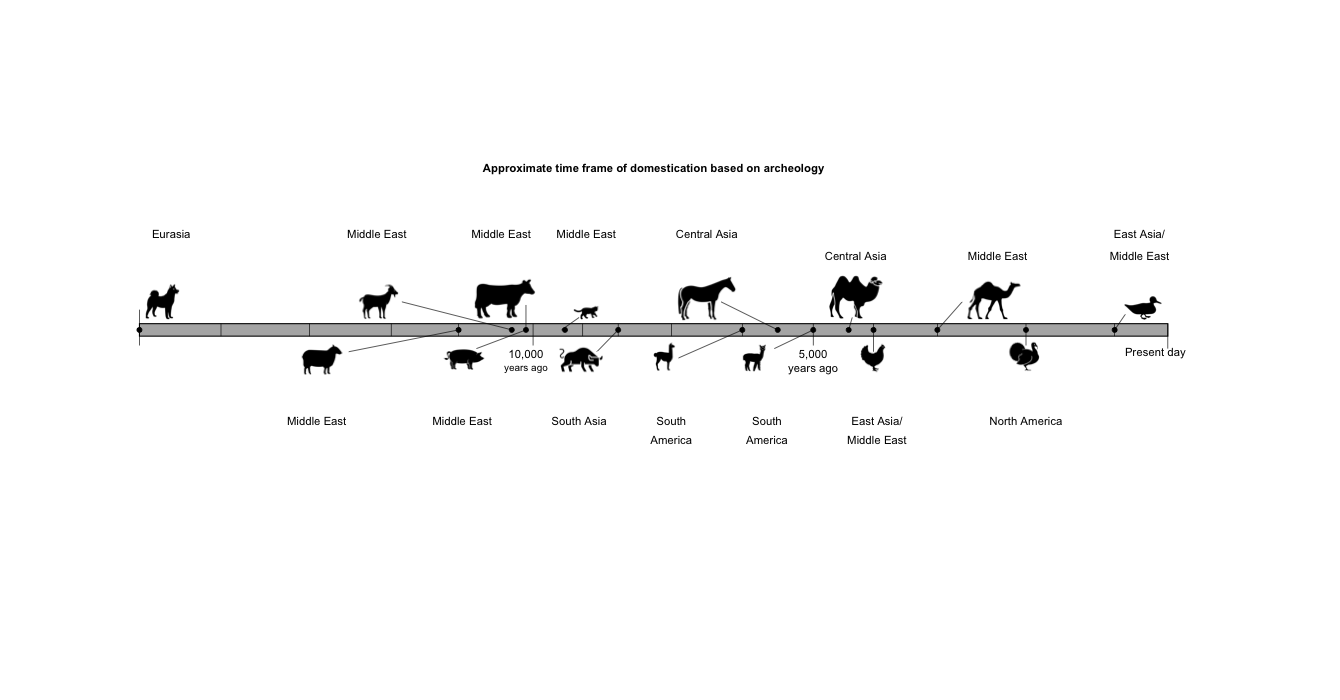 Approximate time frame of domestication based on archeology
Eurasia
Middle East
Middle East
Middle East
Central Asia
Central Asia
Middle East
East Asia/
Middle East
10,000
years ago
5,000
years ago
Present day
Middle East
Middle East
South Asia
South
America
South
America
East Asia/
Middle East
North America